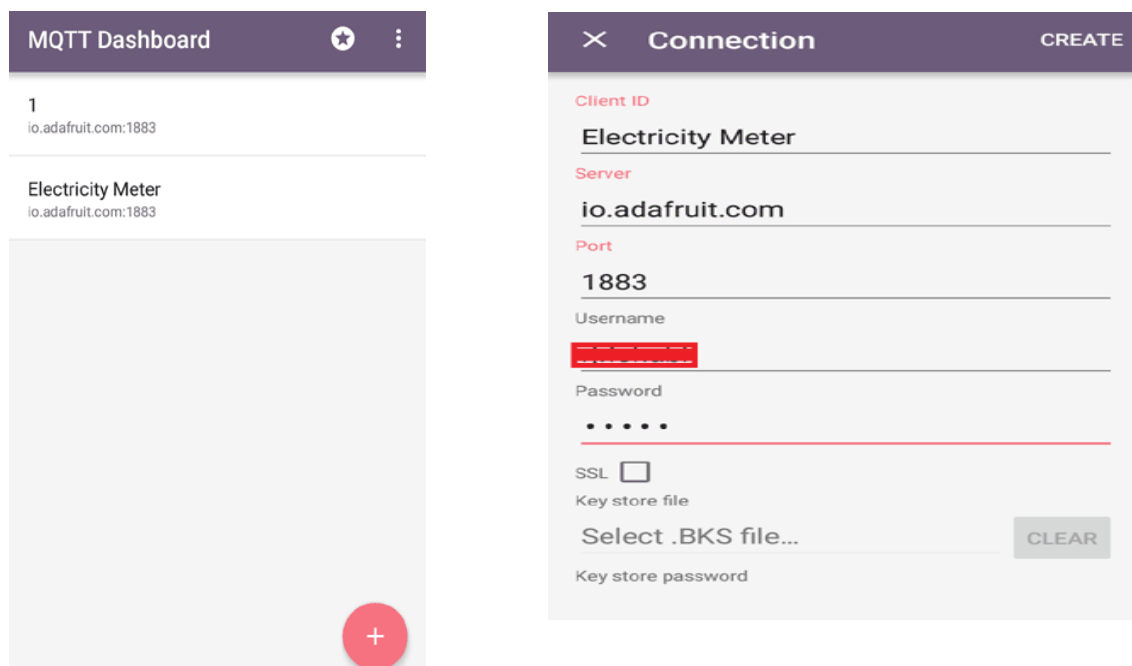 MQTT Dashboard
1
io.adafruit.com:1883
Electricity Meter
io.adafruit.com:1883
+
Connection
CREATE
Client ID
Electricity Meter
Server
io.adafruit.com
Port
1883
Username
Password
•••••
SSL
Key store file
Select .BKS file...
CLEAR
Key store password